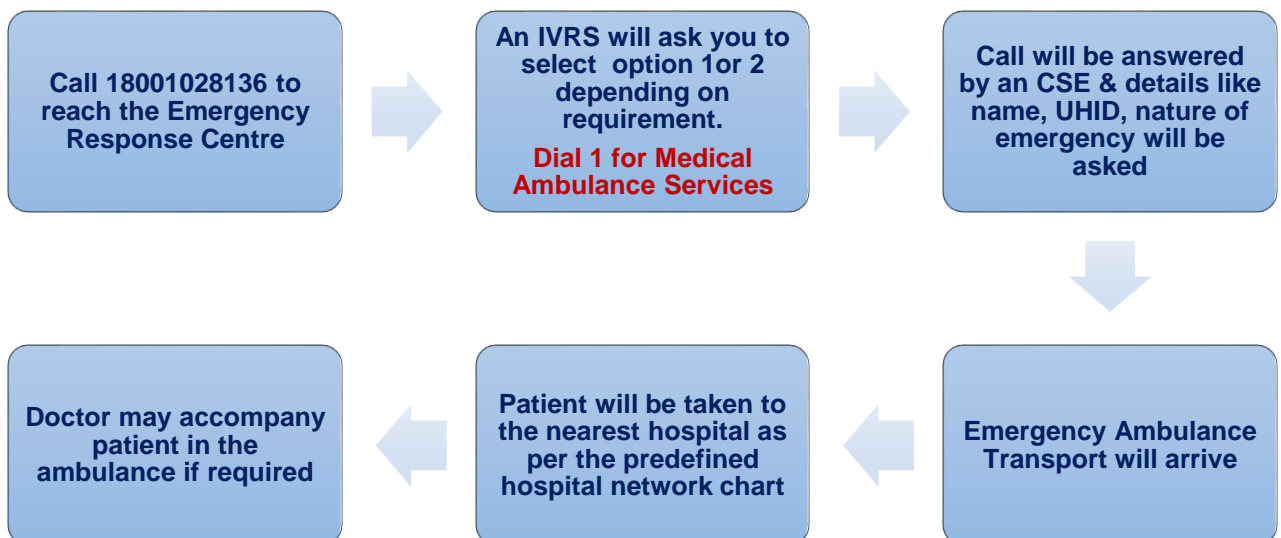 Call 18001028136 to
reach the Emergency
Response Centre
An IVRS will ask you to
select option 1or 2
depending on
requirement.
Dial 1 for Medical
Ambulance Services
Call will be answered
by an CSE & details like
name, UHID, nature of
emergency will be
asked
Emergency Ambulance
Transport will arrive
Patient will be taken to
the nearest hospital as
per the predefined
hospital network chart
Doctor may accompany
patient in the
ambulance if required